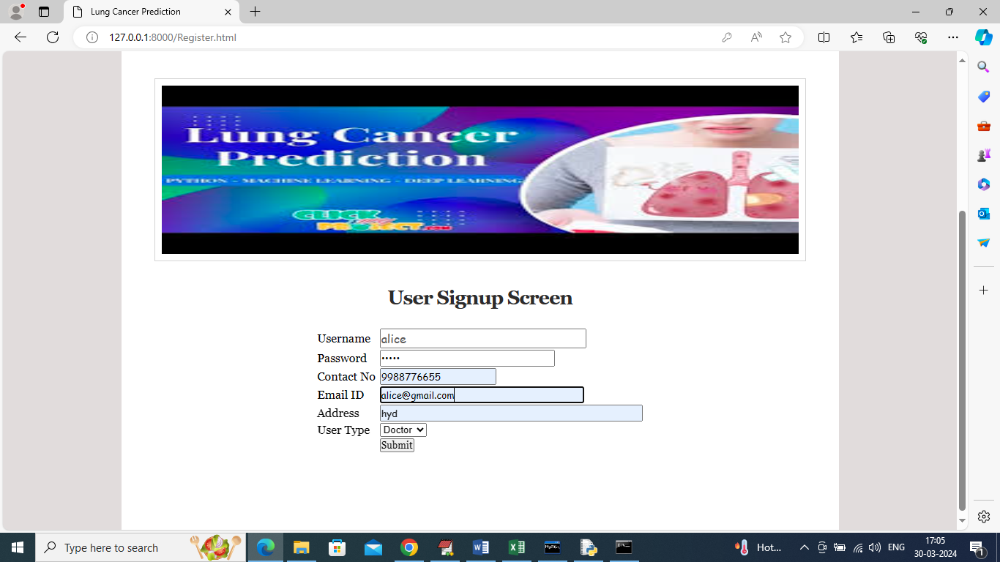 Lung Cancer Prediction
127.0.0.1:8000/Register.html
Lung Cancer
Prediction
PYTHON - MACHINE LEARNING - DEEP LEARNING
CLICK
PROJECT.COM
User Signup Screen
Username alice
Password •••••
Contact No 9988776655
Email ID alice@gmail.com
Address hyd
User Type Doctor
Submit
Type here to search
Hot...
ENG
17:05
30-03-2024
1